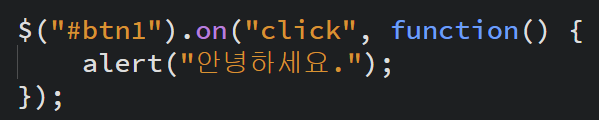 $("#btn1").on("click", function() {
    alert("안녕하세요.");
});